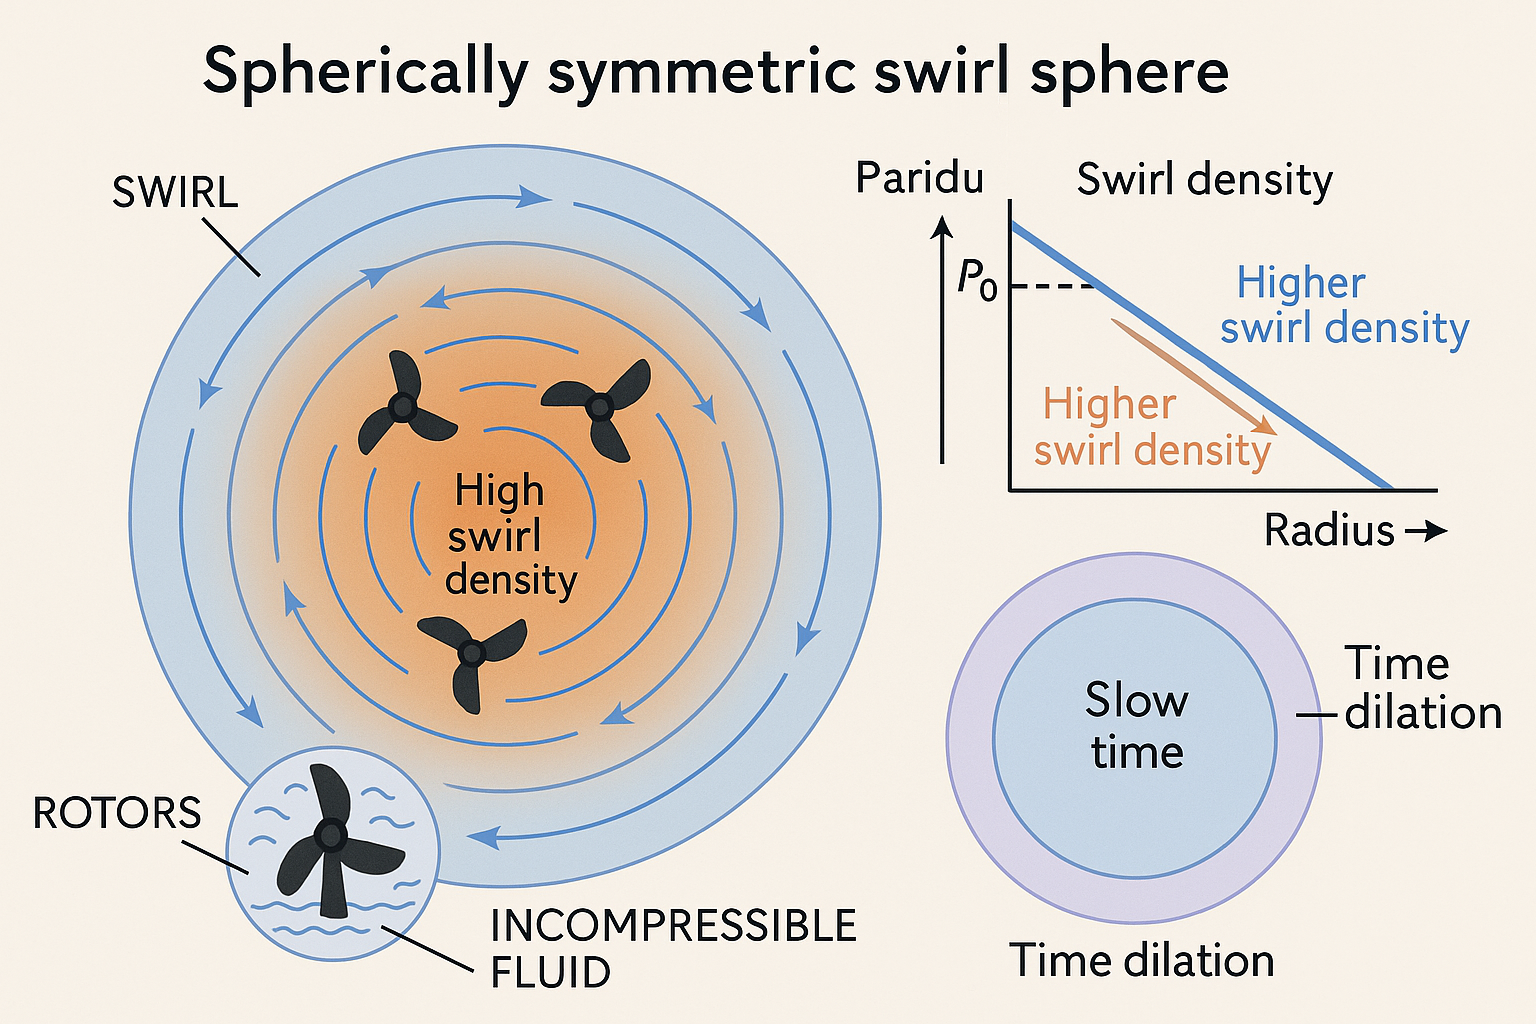 Spherically symmetric swirl sphere
SWIRL
High
swirl
density
ROTORS
INCOMPRESSIBLE
FLUID
Paridu
Swirl density
P₀
Higher
swirl density
Higher
swirl density
Radius →
Slow
time
Time
dilation
Time dilation